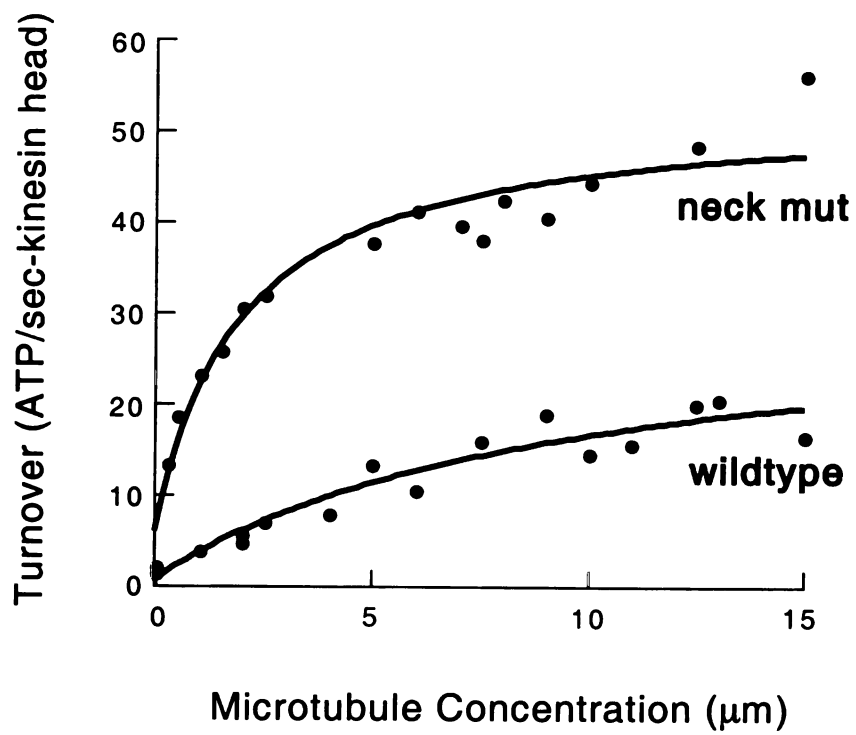 Turnover (ATP/sec-kinesin head)
60
50
40
30
20
10
0
neck mut
wildtype
0 5 10 15
Microtubule Concentration (μm)